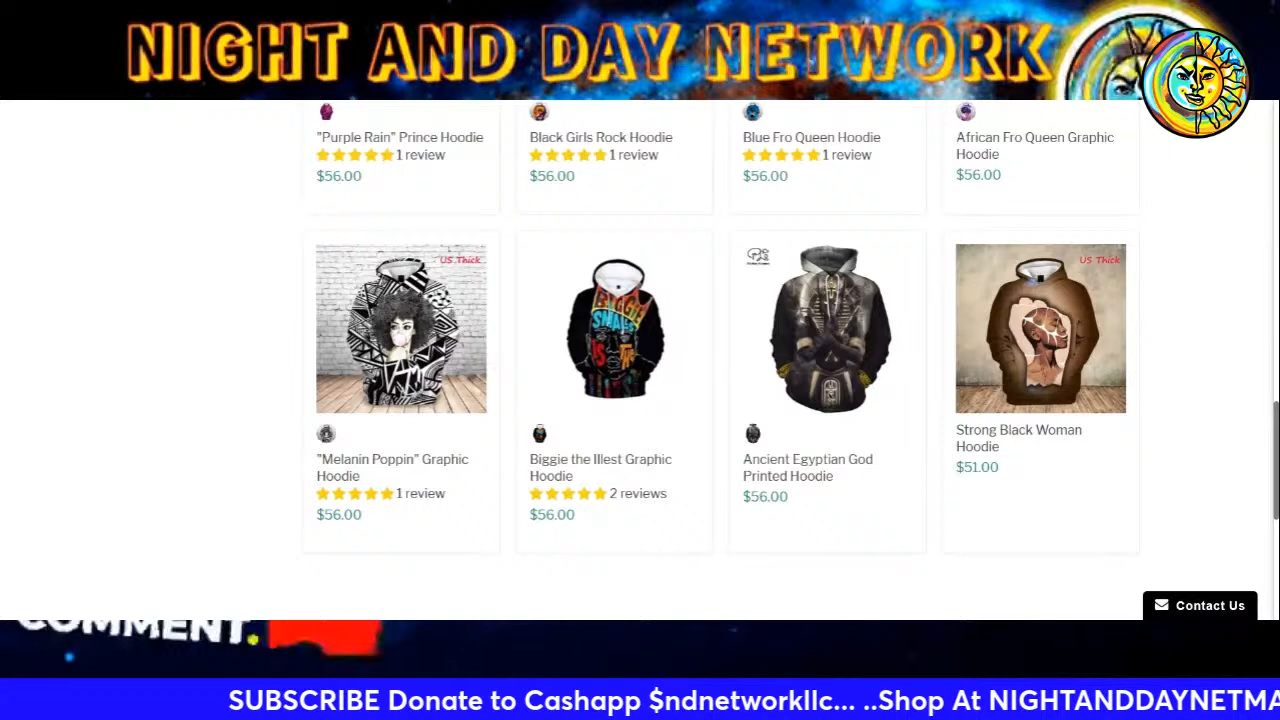 NIGHT AND DAY NETWORK
"Purple Rain" Prince Hoodie
1 review
$56.00
Black Girls Rock Hoodie
1 review
$56.00
Blue Fro Queen Hoodie
1 review
$56.00
African Fro Queen Graphic
Hoodie
$56.00
US Thick
"Melanin Poppin" Graphic
Hoodie
1 review
$56.00
BIGGIE
SMALLS
Biggie the Illest Graphic
Hoodie
2 reviews
$56.00
Ancient Egyptian God
Printed Hoodie
$56.00
US Thick
Strong Black Woman
Hoodie
$51.00
Contact Us
COMMENT.
SUBSCRIBE Donate to Cashapp $ndnetworkllc... ..Shop At NIGHTANDDAYNETMA